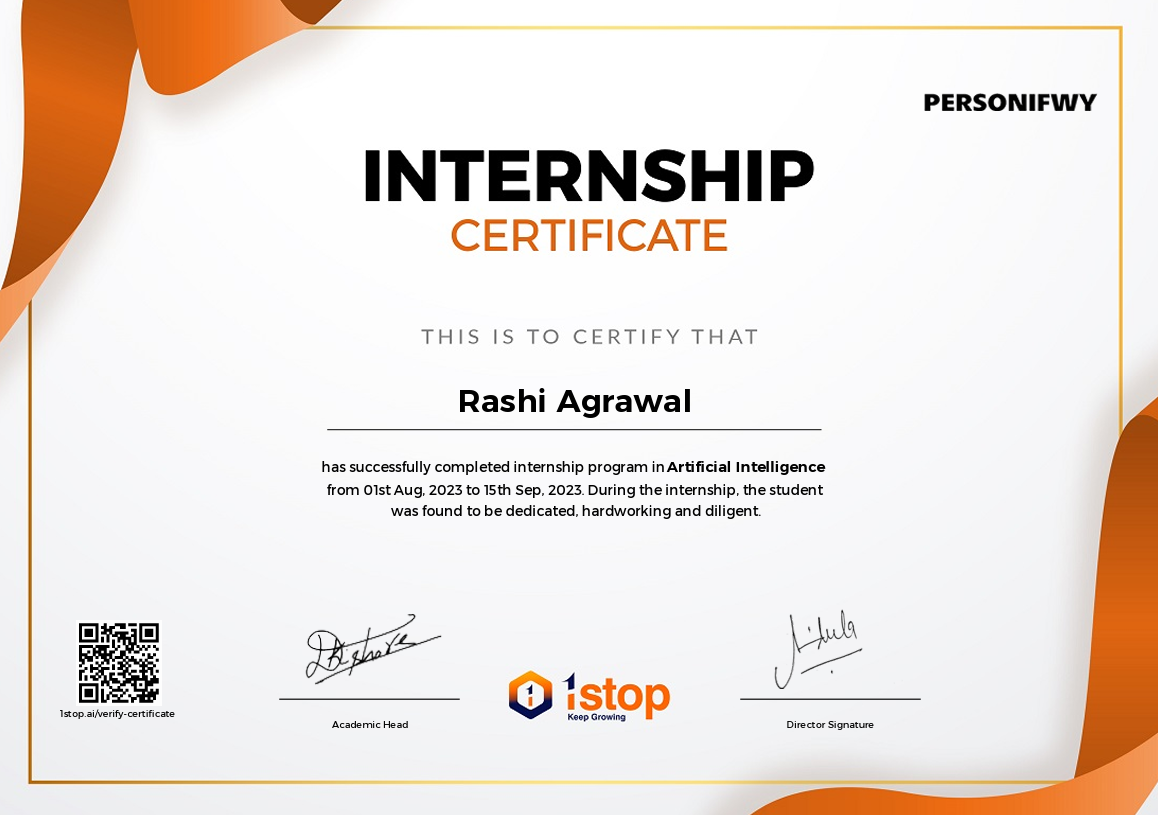 PERSONIFWY
INTERNSHIP
CERTIFICATE
THIS IS TO CERTIFY THAT
Rashi Agrawal
has successfully completed internship program in Artificial Intelligence
from 01st Aug, 2023 to 15th Sep, 2023. During the internship, the student
was found to be dedicated, hardworking and diligent.
1stop.ai/verify-certificate
Academic Head
1stop
Keep Growing
Director Signature